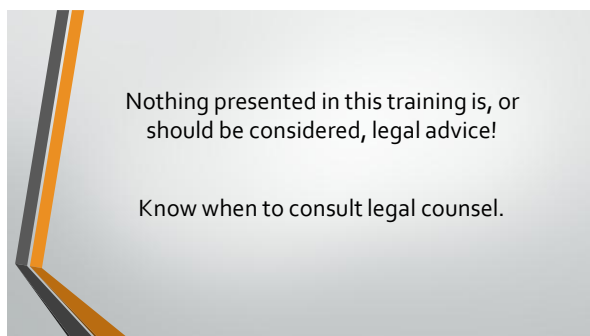 Nothing presented in this training is, or
should be considered, legal advice!
Know when to consult legal counsel.